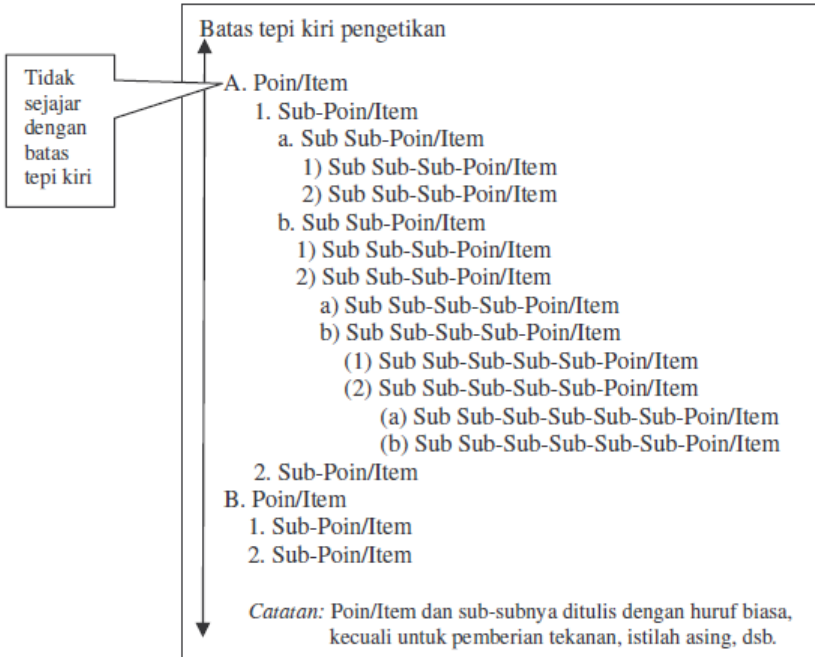 Batas tepi kiri pengetikan
Tidak
sejajar
dengan
batas
tepi kiri
A. Poin/Item
1. Sub-Poin/Item
a. Sub Sub-Poin/Item
1) Sub Sub-Sub-Poin/Item
2) Sub Sub-Sub-Poin/Item
b. Sub Sub-Poin/Item
1) Sub Sub-Sub-Poin/Item
2) Sub Sub-Sub-Poin/Item
a) Sub Sub-Sub-Sub-Poin/Item
b) Sub Sub-Sub-Sub-Poin/Item
(1) Sub Sub-Sub-Sub-Sub-Poin/Item
(2) Sub Sub-Sub-Sub-Sub-Poin/Item
(a) Sub Sub-Sub-Sub-Sub-Sub-Poin/Item
(b) Sub Sub-Sub-Sub-Sub-Sub-Poin/Item
2. Sub-Poin/Item
B. Poin/Item
1. Sub-Poin/Item
2. Sub-Poin/Item
Catatan: Poin/Item dan sub-subnya ditulis dengan huruf biasa,
kecuali untuk pemberian tekanan, istilah asing, dsb.